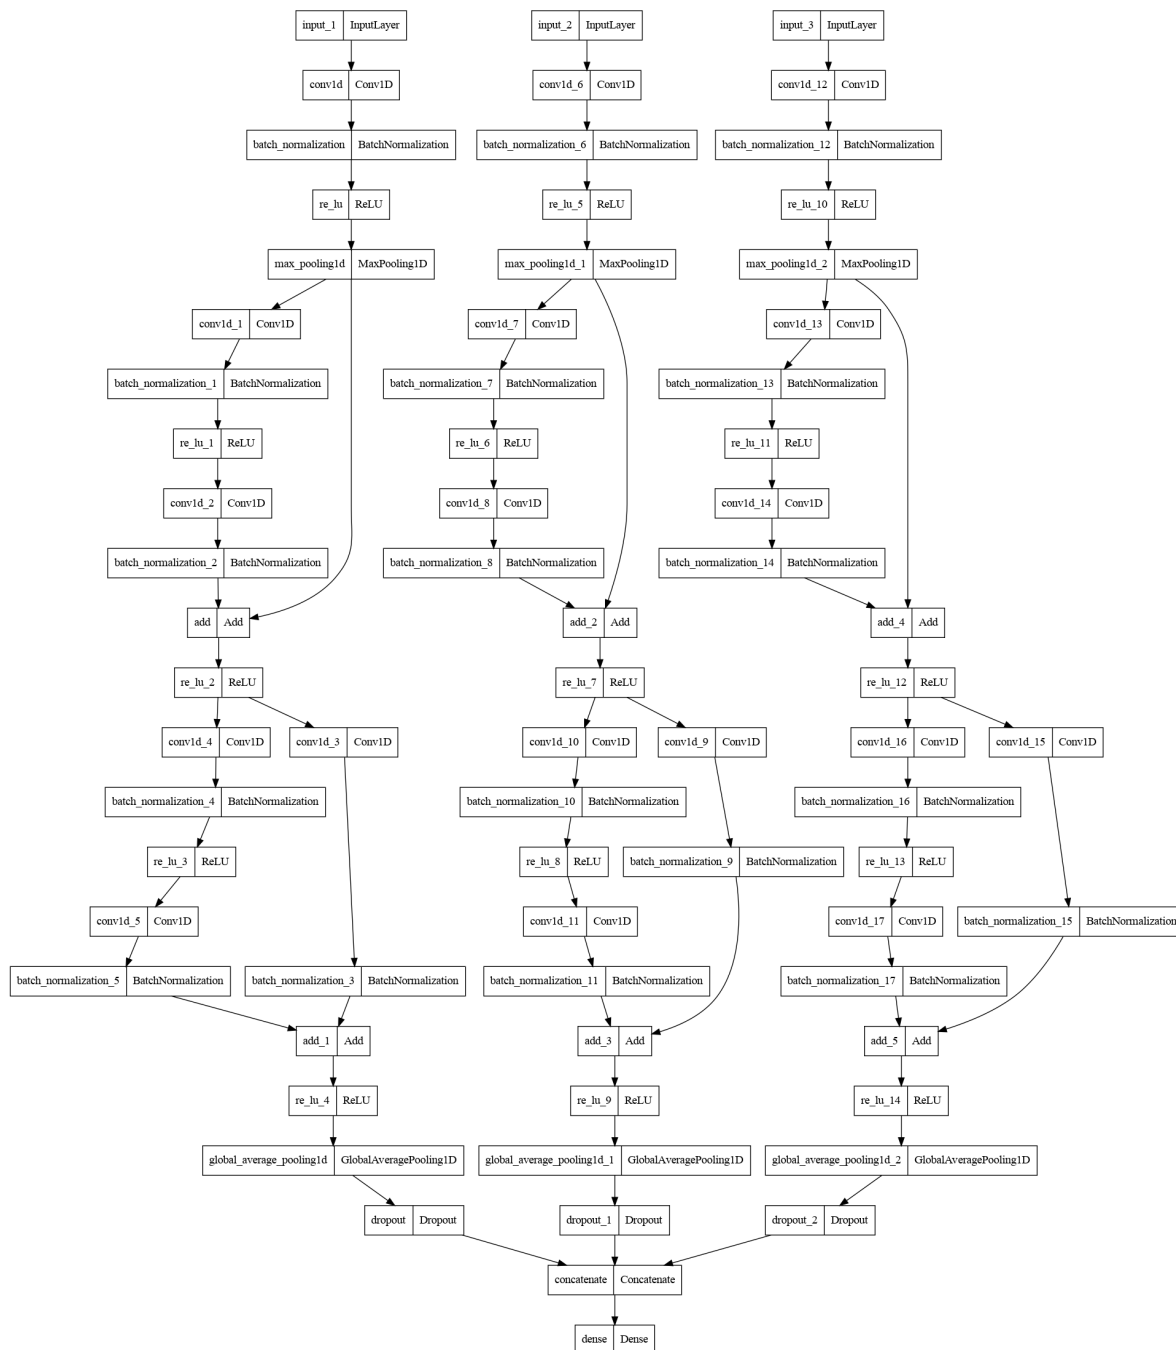 input_1 InputLayer input_2 InputLayer input_3 InputLayer
conv1d Conv1D conv1d_6 Conv1D conv1d_12 Conv1D
batch_normalization BatchNormalization batch_normalization_6 BatchNormalization batch_normalization_12 BatchNormalization
re_lu ReLU re_lu_5 ReLU re_lu_10 ReLU
max_pooling1d MaxPooling1D max_pooling1d_1 MaxPooling1D max_pooling1d_2 MaxPooling1D
conv1d_1 Conv1D conv1d_7 Conv1D conv1d_13 Conv1D
batch_normalization_1 BatchNormalization batch_normalization_7 BatchNormalization batch_normalization_13 BatchNormalization
re_lu_1 ReLU re_lu_6 ReLU re_lu_11 ReLU
conv1d_2 Conv1D conv1d_8 Conv1D conv1d_14 Conv1D
batch_normalization_2 BatchNormalization batch_normalization_8 BatchNormalization batch_normalization_14 BatchNormalization
add Add add_2 Add add_4 Add
re_lu_2 ReLU re_lu_7 ReLU re_lu_12 ReLU
conv1d_4 Conv1D conv1d_3 Conv1D conv1d_10 Conv1D conv1d_9 Conv1D conv1d_16 Conv1D conv1d_15 Conv1D
batch_normalization_4 BatchNormalization batch_normalization_10 BatchNormalization batch_normalization_16 BatchNormalization
re_lu_3 ReLU re_lu_8 ReLU batch_normalization_9 BatchNormalization re_lu_13 ReLU
conv1d_5 Conv1D conv1d_11 Conv1D conv1d_17 Conv1D batch_normalization_15 BatchNormalization
batch_normalization_5 BatchNormalization batch_normalization_3 BatchNormalization batch_normalization_11 BatchNormalization batch_normalization_17 BatchNormalization
add_1 Add add_3 Add add_5 Add
re_lu_4 ReLU re_lu_9 ReLU re_lu_14 ReLU
global_average_pooling1d GlobalAveragePooling1D global_average_pooling1d_1 GlobalAveragePooling1D global_average_pooling1d_2 GlobalAveragePooling1D
dropout Dropout dropout_1 Dropout dropout_2 Dropout
concatenate Concatenate
dense Dense